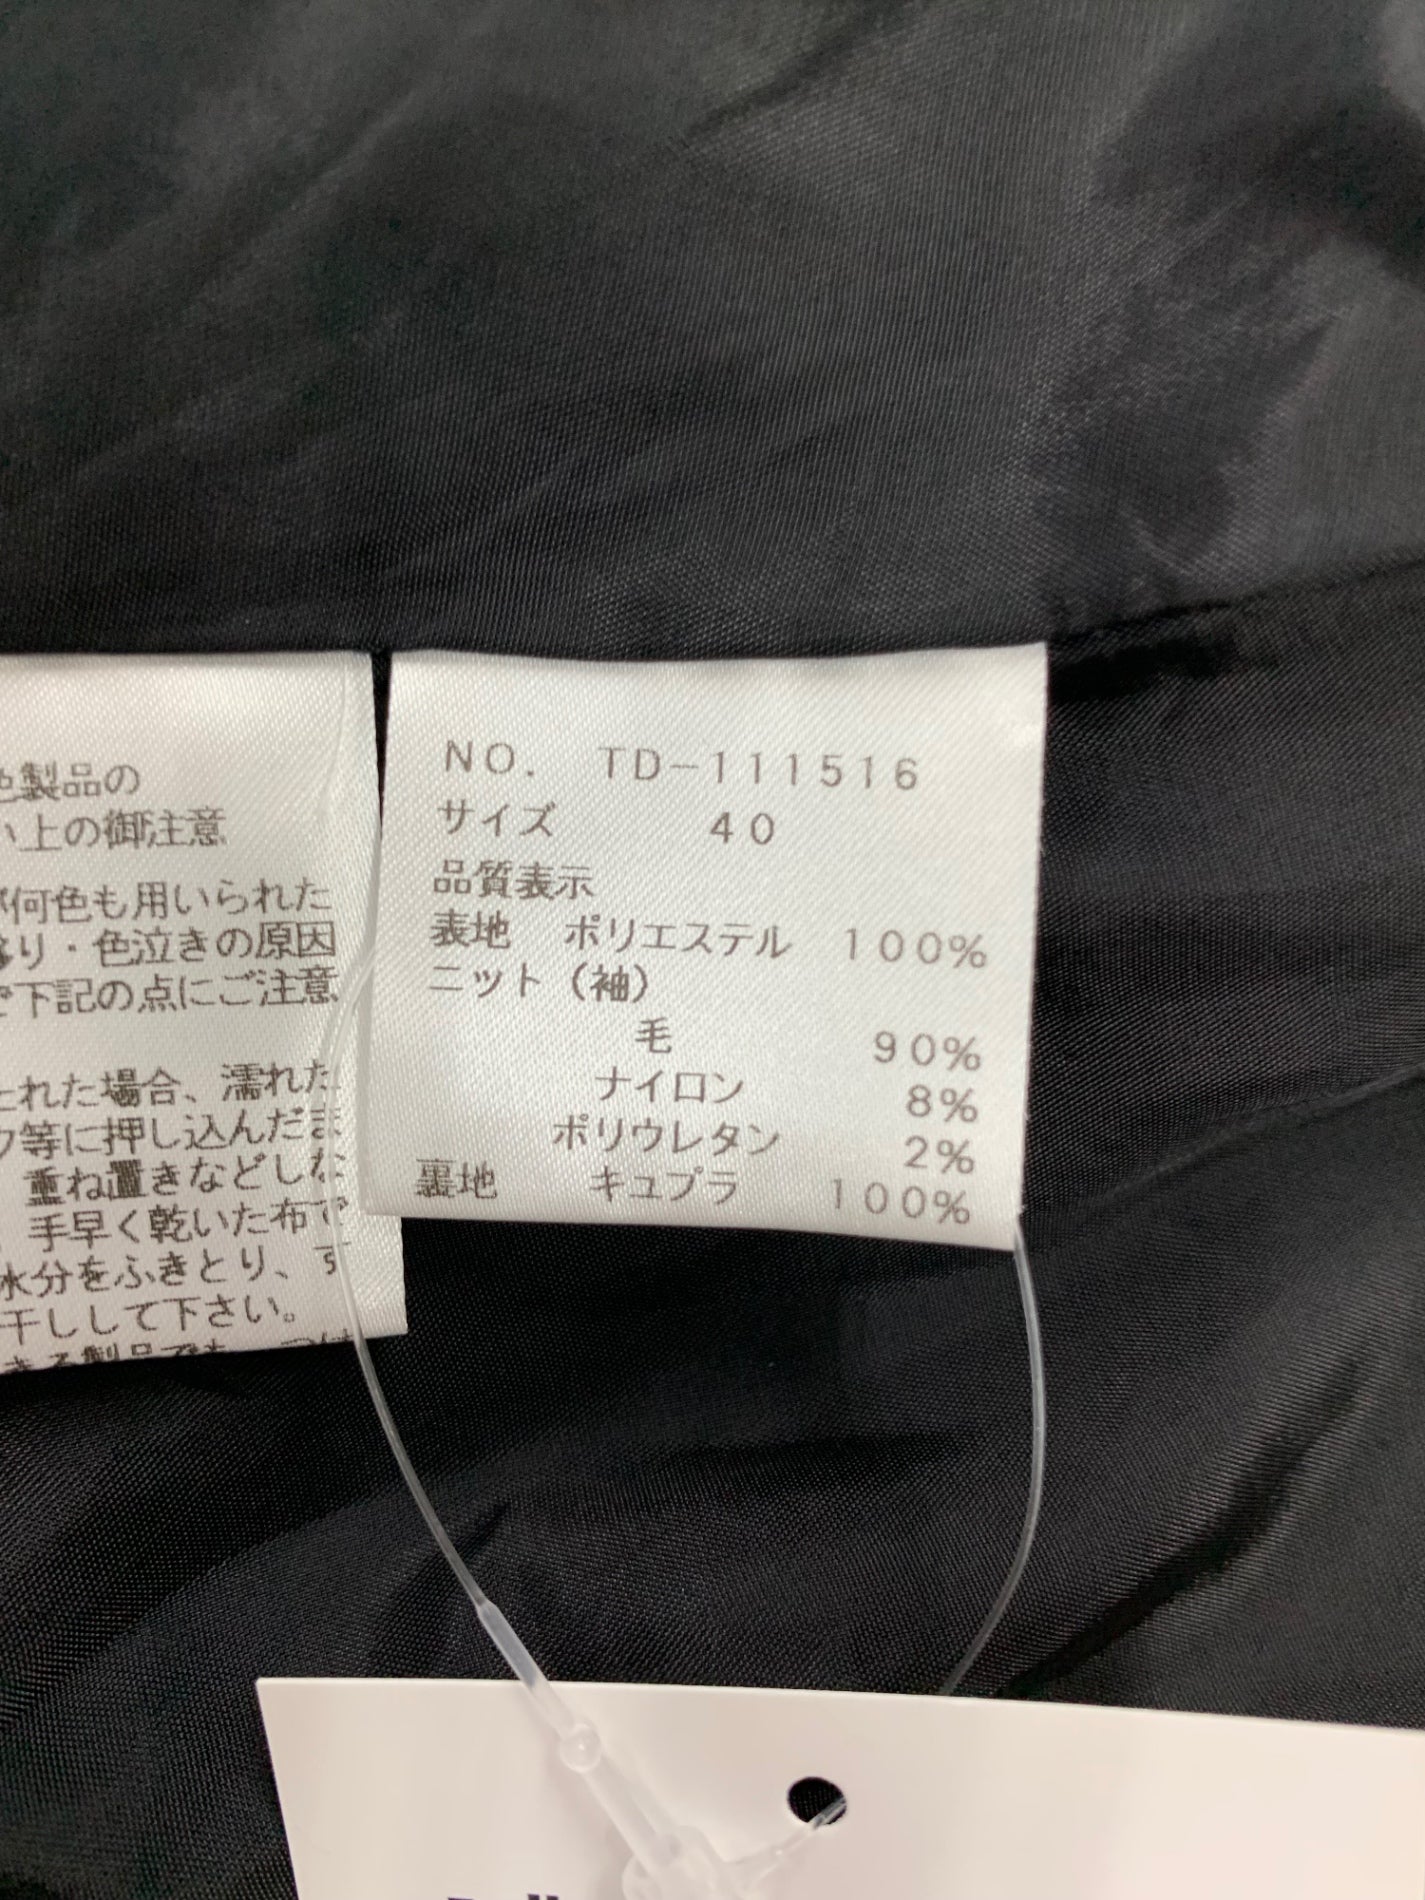 製品の
上の御注意
何色も用いられた
り・色泣きの原因
で下記の点にご注意
れた場合、濡れた
等に押し込んだま
重ね置きなどしな
手早く乾いた布で
水分をふきとり、
干しして下さい。
NO. TD-111516
サイズ 40
品質表示
表地 ポリエステル 100%
ニット（袖）
毛 90%
ナイロン 8%
ポリウレタン 2%
裏地 キュプラ 100%